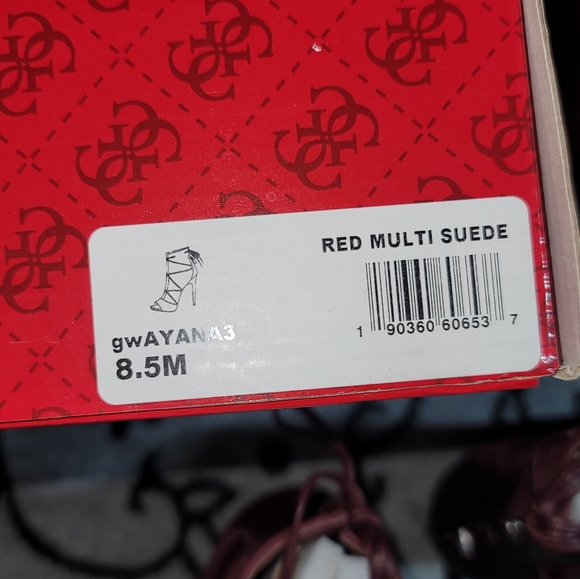 RED MULTI SUEDE
1 90360 60653 7
gwAYANA3
8.5M